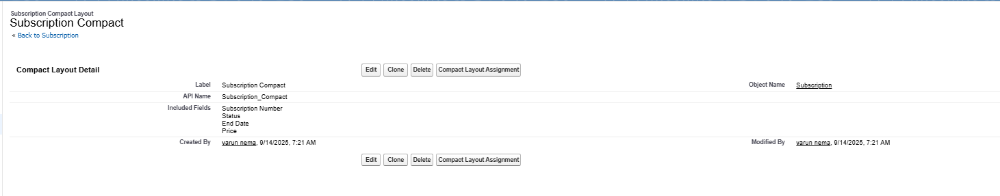 Subscription Compact Layout
Subscription Compact
« Back to Subscription
Compact Layout Detail Edit Clone Delete Compact Layout Assignment
Label Subscription Compact Object Name Subscription
API Name Subscription_Compact
Included Fields Subscription Number
Status
End Date
Price
Created By varun nema, 9/14/2025, 7:21 AM Modified By varun nema, 9/14/2025, 7:21 AM
Edit Clone Delete Compact Layout Assignment